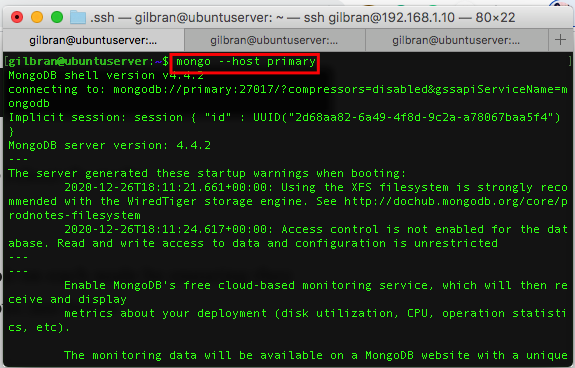 .ssh — gilbran@ubuntuserver: ~ — ssh gilbran@192.168.1.10 — 80×22
gilbran@ubuntuserver:... gilbran@ubuntuserver: ~... gilbran@ubuntuserver:... +
[gilbran@ubuntuserver:~$ mongo --host primary ]
MongoDB shell version v4.4.2
connecting to: mongodb://primary:27017/?compressors=disabled&gssapiServiceName=m
ongodb
Implicit session: session { "id" : UUID("2d68aa82-6a49-4f8d-9c2a-a78067baa5f4")
}
MongoDB server version: 4.4.2
---
The server generated these startup warnings when booting:
2020-12-26T18:11:21.661+00:00: Using the XFS filesystem is strongly reco
mmended with the WiredTiger storage engine. See http://dochub.mongodb.org/core/p
rodnotes-filesystem
2020-12-26T18:11:24.617+00:00: Access control is not enabled for the dat
abase. Read and write access to data and configuration is unrestricted
---
---
Enable MongoDB's free cloud-based monitoring service, which will then re
ceive and display
metrics about your deployment (disk utilization, CPU, operation statisti
cs, etc).
The monitoring data will be available on a MongoDB website with a unique